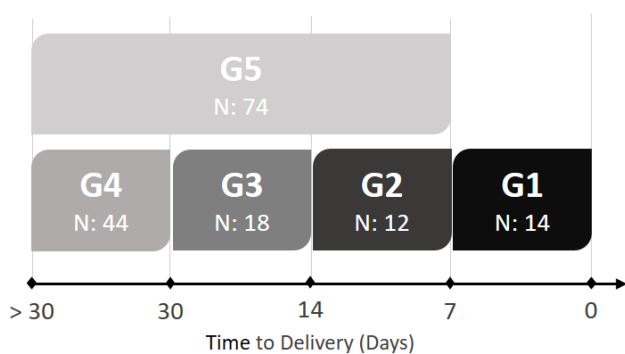 G5
N: 74
G4
N: 44
G3
N: 18
G2
N: 12
G1
N: 14
> 30
30
14
7
0
Time to Delivery (Days)